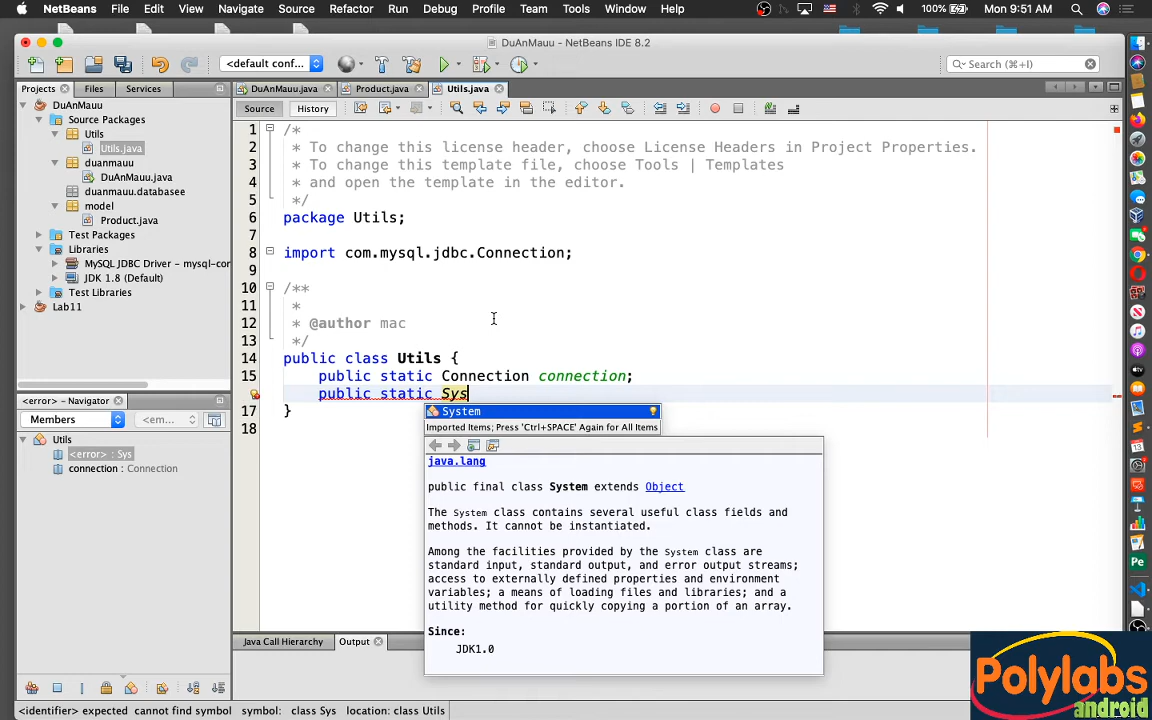 NetBeans File Edit View Navigate Source Refactor Run Debug Profile Team Tools Window Help 100% Mon 9:51 AM
DuAnMauu - NetBeans IDE 8.2
<default conf...
Search (⌘+I)
Projects Files Services
DuAnMauu.java Product.java Utils.java
Source History
DuAnMauu
Source Packages
Utils
Utils.java
duanmauu
DuAnMauu.java
duanmauu.databasee
model
Product.java
Test Packages
Libraries
MySQL JDBC Driver - mysql-con
JDK 1.8 (Default)
Test Libraries
Lab11
1 /*
2 * To change this license header, choose License Headers in Project Properties.
3 * To change this template file, choose Tools | Templates
4 * and open the template in the editor.
5 */
6 package Utils;
7
8 import com.mysql.jdbc.Connection;
9
10 /**
11 *
12 * @author mac
13 */
14 public class Utils {
15 public static Connection connection;
public static Sys
17 }
18
System
Imported Items; Press 'Ctrl+SPACE' Again for All Items
java.lang
public final class System extends Object
The System class contains several useful class fields and
methods. It cannot be instantiated.
Among the facilities provided by the System class are
standard input, standard output, and error output streams;
access to externally defined properties and environment
variables; a means of loading files and libraries; and a
utility method for quickly copying a portion of an array.
Since:
JDK1.0
<error> - Navigator
Members <em...
Utils
<error> : Sys
connection : Connection
Java Call Hierarchy Output
<identifier> expected cannot find symbol symbol: class Sys location: class Utils
Polylabs
android